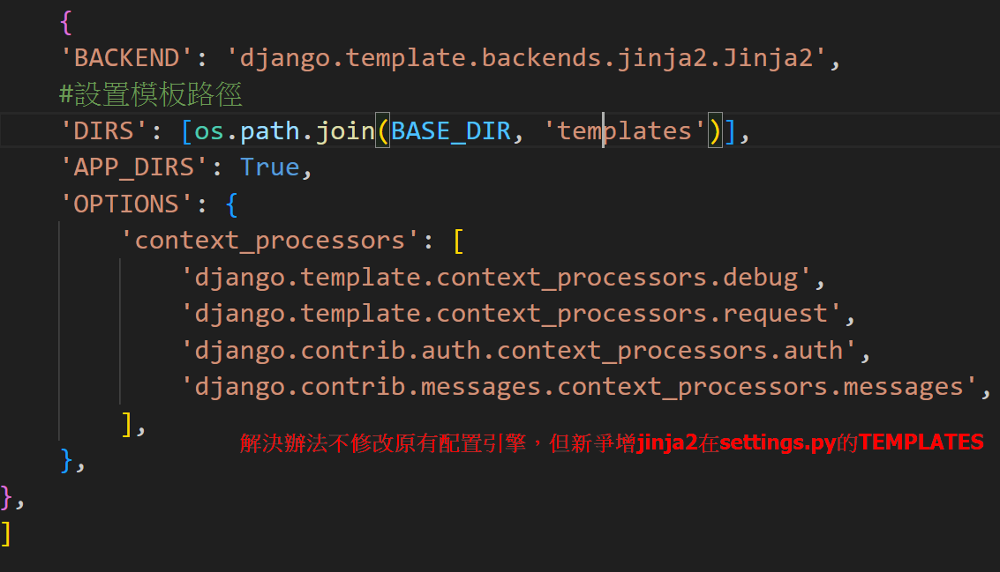 {
'BACKEND': 'django.template.backends.jinja2.Jinja2',
#設置模板路徑
'DIRS': [os.path.join(BASE_DIR, 'templates')],
'APP_DIRS': True,
'OPTIONS': {
'context_processors': [
'django.template.context_processors.debug',
'django.template.context_processors.request',
'django.contrib.auth.context_processors.auth',
'django.contrib.messages.context_processors.messages',
],
解決辦法不修改原有配置引擎，但新爭增jinja2在settings.py的TEMPLATES
},
},
]